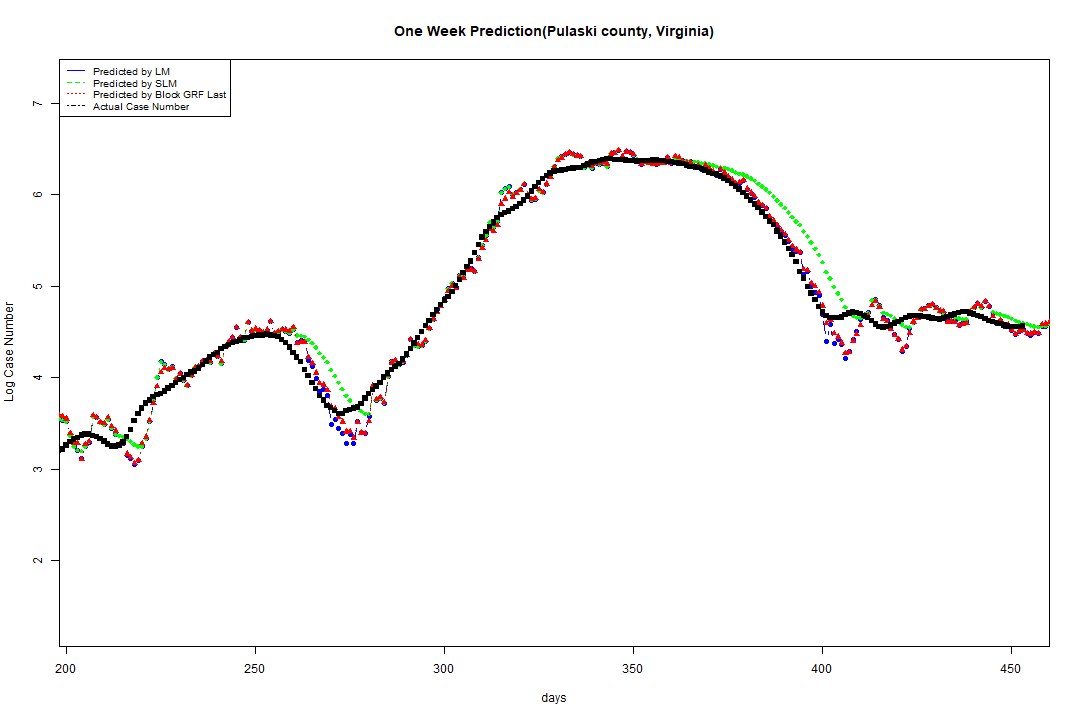 One Week Prediction(Pulaski county, Virginia)
Predicted by LM
Predicted by SLM
Predicted by Block GRF Last
Actual Case Number
7
6
5
4
3
2
Log Case Number
200 250 300 350 400 450
days